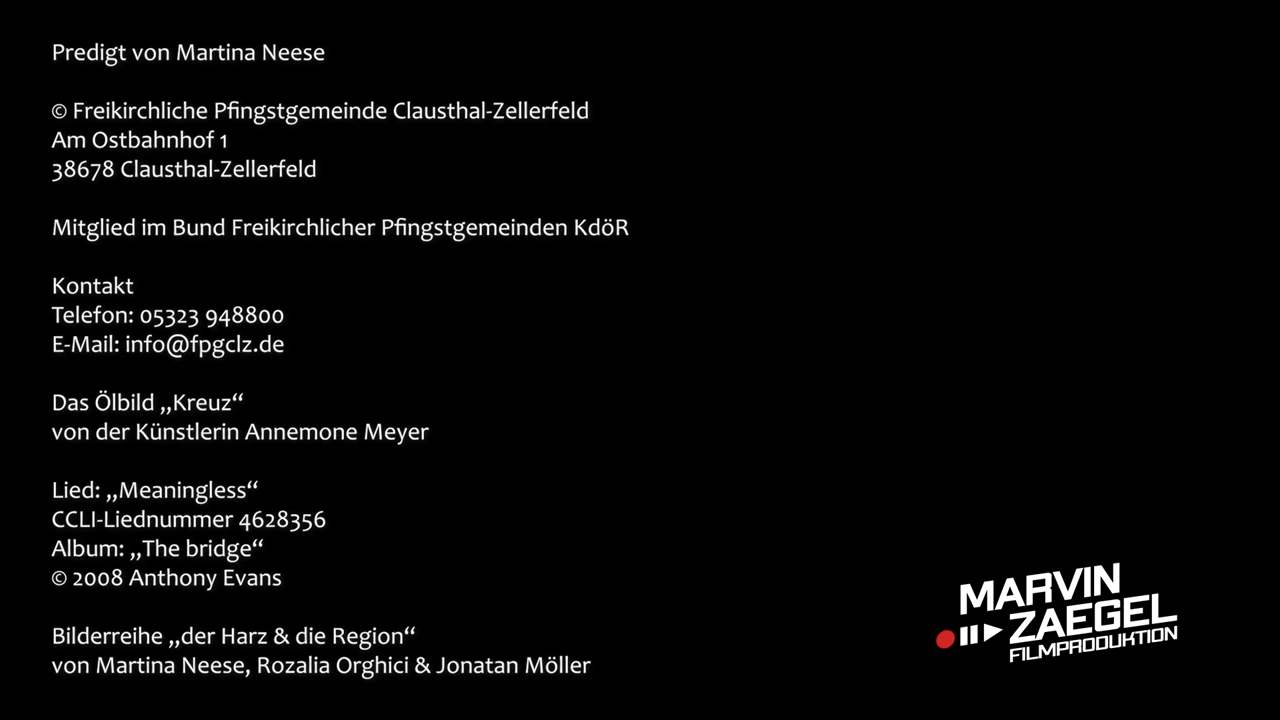 Predigt von Martina Neese
© Freikirchliche Pfingstgemeinde Clausthal-Zellerfeld
Am Ostbahnhof 1
38678 Clausthal-Zellerfeld
Mitglied im Bund Freikirchlicher Pfingstgemeinden KdöR
Kontakt
Telefon: 05323 948800
E-Mail: info@fpgclz.de
Das Ölbild „Kreuz“
von der Künstlerin Annemone Meyer
Lied: „Meaningless“
CCLI-Liednummer 4628356
Album: „The bridge“
© 2008 Anthony Evans
Bilderreihe „der Harz & die Region“
von Martina Neese, Rozalia Orghici & Jonatan Möller
MARVIN
ZAEGEL
FILMPRODUKTION